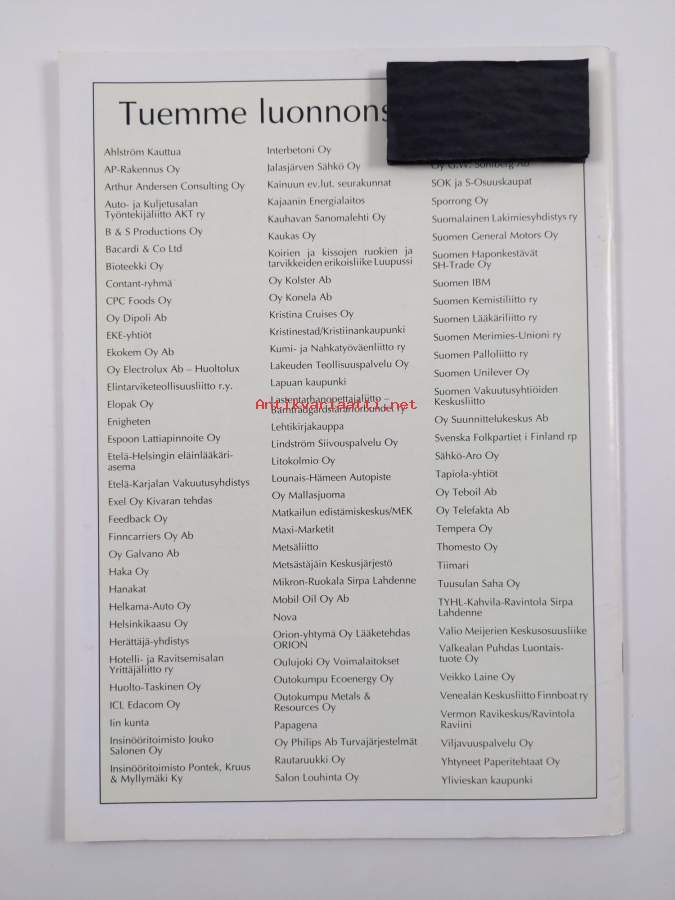 Tuemme luonnons
Ahlström Kauttua
AP-Rakennus Oy
Arthur Andersen Consulting Oy
Auto- ja Kuljetusalan
Työntekijäliitto AKT ry
B & S Productions Oy
Bacardi & Co Ltd
Bioteekki Oy
Contant-ryhmä
CPC Foods Oy
Oy Dipoli Ab
EKE-yhtiöt
Ekokem Oy Ab
Oy Electrolux Ab – Huoltolux
Elintarviketeollisuusliitto r.y.
Elopak Oy
Enigheten
Espoon Lattiapinnoite Oy
Etelä-Helsingin eläinlääkäri-
asema
Etelä-Karjalan Vakuutusyhdistys
Exel Oy Kivaran tehdas
Feedback Oy
Finncarriers Oy Ab
Oy Galvano Ab
Haka Oy
Hanakat
Helkama-Auto Oy
Helsinkikaasu Oy
Herättäjä-yhdistys
Hotelli- ja Ravitsemisalan
Yrittäjäliitto ry
Huolto-Taskinen Oy
ICL Edacom Oy
Iin kunta
Insinööritoimisto Jouko
Salonen Oy
Insinööritoimisto Pontek, Kruus
& Myllymäki Ky
Interbetoni Oy
Jalasjärven Sähkö Oy
Kainuun ev.lut. seurakunnat
Kajaanin Energialaitos
Kauhavan Sanomalehti Oy
Kaukas Oy
Koirien ja kissojen ruokien ja
tarvikkeiden erikoisliike Luupussi
Oy Kolster Ab
Oy Konela Ab
Kristina Cruises Oy
Kristinestad/Kristiinankaupunki
Kumi- ja Nahkatyöväenliitto ry
Lakeuden Teollisuuspalvelu Oy
Lapuan kaupunki
Lastentarhanopettajaliitto –
Barnträdgårdslärarförbundet ry
Antikvariaatti.net
Lehtikirjakauppa
Lindström Siivouspalvelu Oy
Litokolmio Oy
Lounais-Hämeen Autopiste
Oy Mallasjuoma
Matkailun edistämiskeskus/MEK
Maxi-Marketit
Metsäliitto
Metsästäjäin Keskusjärjestö
Mikron-Ruokala Sirpa Lahdenne
Mobil Oil Oy Ab
Nova
Orion-yhtymä Oy Lääketehdas
ORION
Oulujoki Oy Voimalaitokset
Outokumpu Ecoenergy Oy
Outokumpu Metals &
Resources Oy
Papagena
Oy Philips Ab Turvajärjestelmät
Rautaruukki Oy
Salon Louhinta Oy
Oy G.W. Sohlberg Ab
SOK ja S-Osuuskaupat
Sporrong Oy
Suomalainen Lakimiesyhdistys ry
Suomen General Motors Oy
Suomen Haponkestävät
SH-Trade Oy
Suomen IBM
Suomen Kemistiliitto ry
Suomen Lääkäriliitto ry
Suomen Merimies-Unioni ry
Suomen Palloliitto ry
Suomen Unilever Oy
Suomen Vakuutusyhtiöiden
Keskusliitto
Oy Suunnittelukeskus Ab
Svenska Folkpartiet i Finland rp
Sähkö-Aro Oy
Tapiola-yhtiöt
Oy Teboil Ab
Oy Telefakta Ab
Tempera Oy
Thomesto Oy
Tiimari
Tuusulan Saha Oy
TYHL-Kahvila-Ravintola Sirpa
Lahdenne
Valio Meijerien Keskusosuusliike
Valkealan Puhdas Luontais-
tuote Oy
Veikko Laine Oy
Venealan Keskusliitto Finnboat ry
Vermon Ravikeskus/Ravintola
Raviini
Viljavuuspalvelu Oy
Yhtyneet Paperitehtaat Oy
Ylivieskan kaupunki